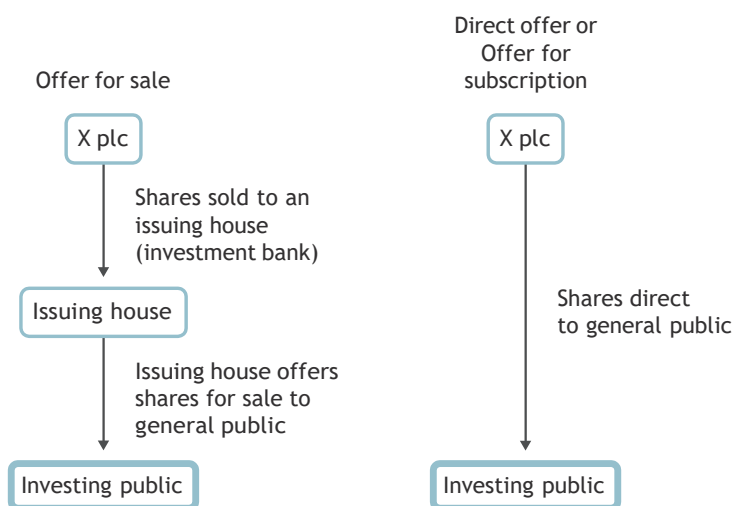 Offer for sale
X plc
Shares sold to an
issuing house
(investment bank)
Issuing house
Issuing house offers
shares for sale to
general public
Investing public
Direct offer or
Offer for
subscription
X plc
Shares direct
to general public
Investing public